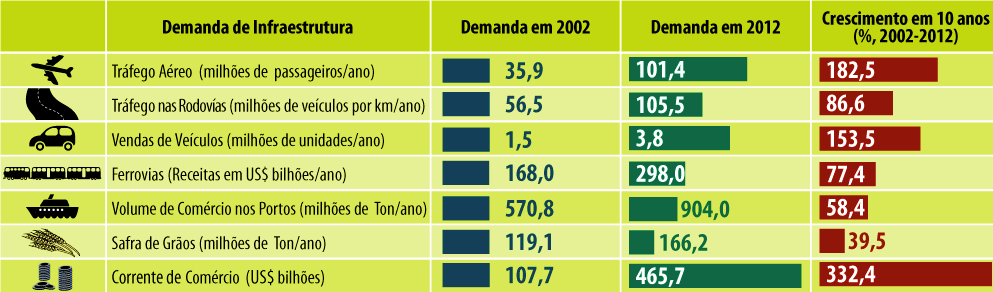 Demanda de Infraestrutura Demanda em 2002 Demanda em 2012 Crescimento em 10 anos
(%, 2002-2012)
Tráfego Aéreo (milhões de passageiros/ano) 35,9 101,4 182,5
Tráfego nas Rodovías (milhões de veículos por km/ano) 56,5 105,5 86,6
Vendas de Veículos (milhões de unidades/ano) 1,5 3,8 153,5
Ferrovias (Receitas em US$ bilhões/ano) 168,0 298,0 77,4
Volume de Comércio nos Portos (milhões de Ton/ano) 570,8 904,0 58,4
Safra de Grãos (milhões de Ton/ano) 119,1 166,2 39,5
Corrente de Comércio (US$ bilhões) 107,7 465,7 332,4